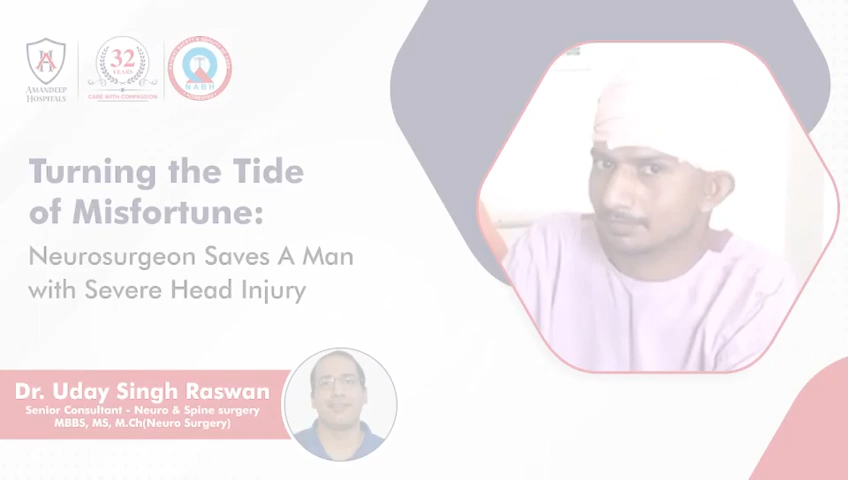 AMANDEEP
HOSPITALS
32
YEARS
CARE WITH COMPASSION
NABH
Turning the Tide
of Misfortune:
Neurosurgeon Saves A Man
with Severe Head Injury
Dr. Uday Singh Raswan
Senior Consultant - Neuro & Spine surgery
MBBS, MS, M.Ch(Neuro Surgery)